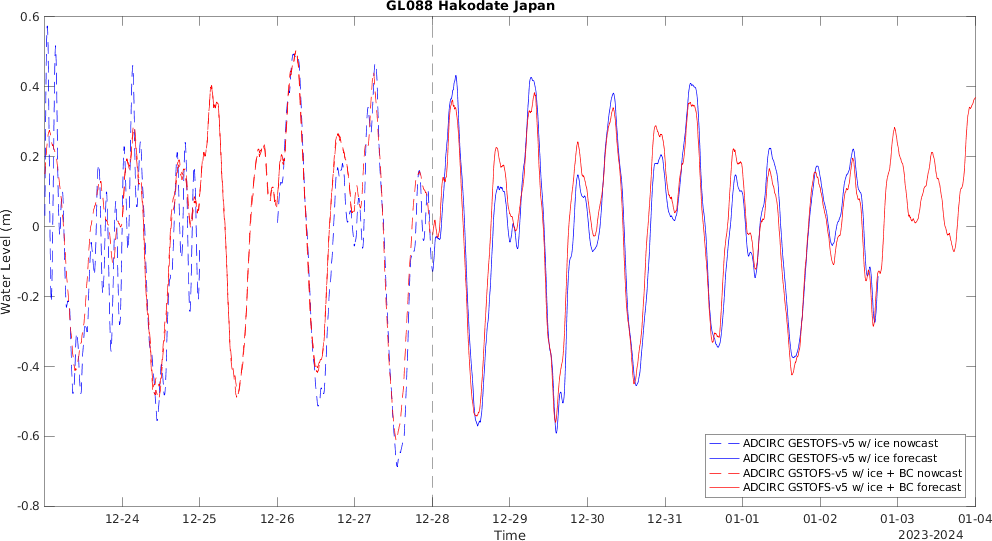 GL088 Hakodate Japan
0.6
0.4
0.2
0
-0.2
-0.4
-0.6
-0.8
Water Level (m)
ADCIRC GESTOFS-v5 w/ ice nowcast
ADCIRC GESTOFS-v5 w/ ice forecast
ADCIRC GSTOFS-v5 w/ ice + BC nowcast
ADCIRC GSTOFS-v5 w/ ice + BC forecast
12-24 12-25 12-26 12-27 12-28 12-29 12-30 12-31 01-01 01-02 01-03 01-04
Time
2023-2024